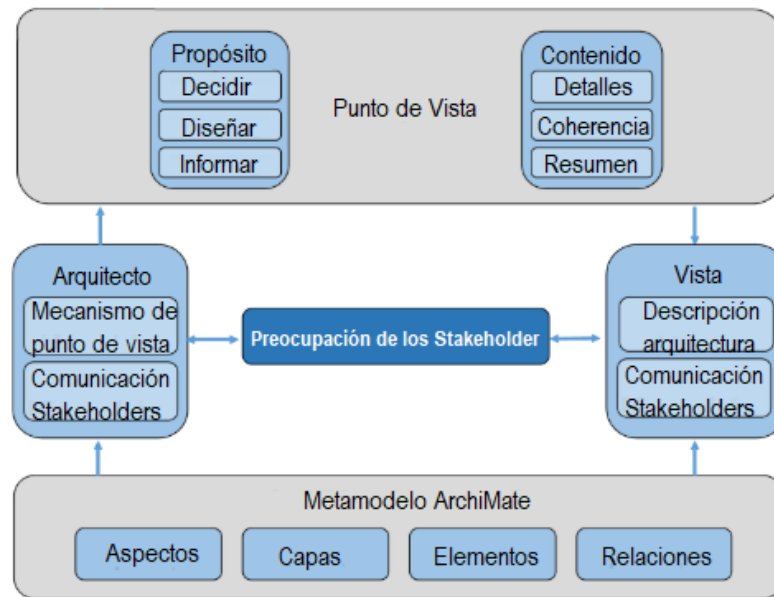 Propósito
Decidir
Diseñar
Informar
Punto de Vista
Contenido
Detalles
Coherencia
Resumen
Arquitecto
Mecanismo de
punto de vista
Comunicación
Stakeholders
Preocupación de los Stakeholder
Vista
Descripción
arquitectura
Comunicación
Stakeholders
Metamodelo ArchiMate
Aspectos
Capas
Elementos
Relaciones